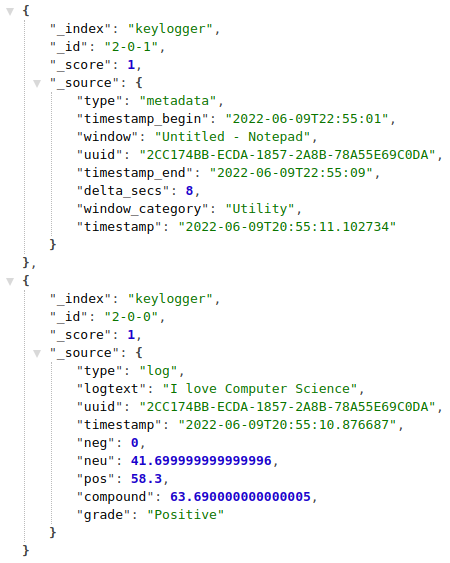 {
"_index": "keylogger",
"_id": "2-0-1",
"_score": 1,
"_source": {
"type": "metadata",
"timestamp_begin": "2022-06-09T22:55:01",
"window": "Untitled - Notepad",
"uuid": "2CC174BB-ECDA-1857-2A8B-78A55E69C0DA",
"timestamp_end": "2022-06-09T22:55:09",
"delta_secs": 8,
"window_category": "Utility",
"timestamp": "2022-06-09T20:55:11.102734"
}
},
{
"_index": "keylogger",
"_id": "2-0-0",
"_score": 1,
"_source": {
"type": "log",
"logtext": "I love Computer Science",
"uuid": "2CC174BB-ECDA-1857-2A8B-78A55E69C0DA",
"timestamp": "2022-06-09T20:55:10.876687",
"neg": 0,
"neu": 41.699999999999996,
"pos": 58.3,
"compound": 63.690000000000005,
"grade": "Positive"
}
}